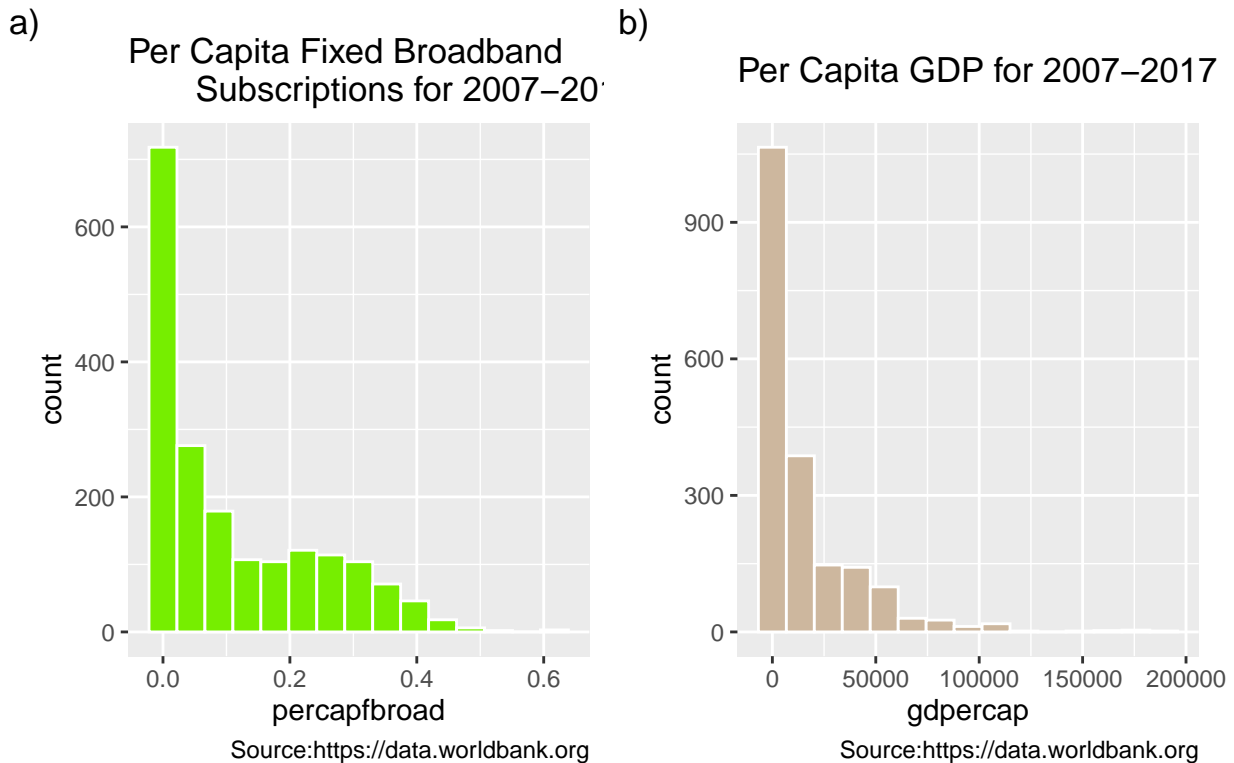 a)
Per Capita Fixed Broadband
Subscriptions for 2007−201
600
400
200
0
count
0.0 0.2 0.4 0.6
percapfbroad
Source:https://data.worldbank.org
b)
Per Capita GDP for 2007−2017
900
600
300
0
count
0 50000 100000 150000 200000
gdpercap
Source:https://data.worldbank.org